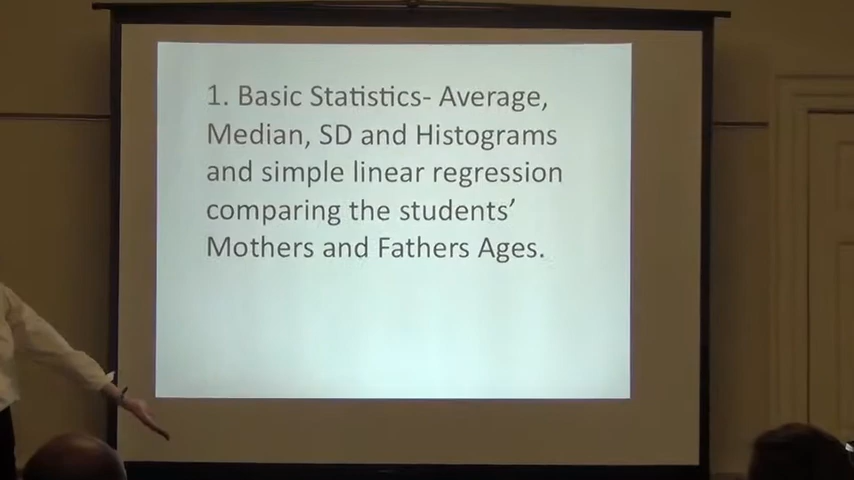 1. Basic Statistics- Average,
Median, SD and Histograms
and simple linear regression
comparing the students’
Mothers and Fathers Ages.